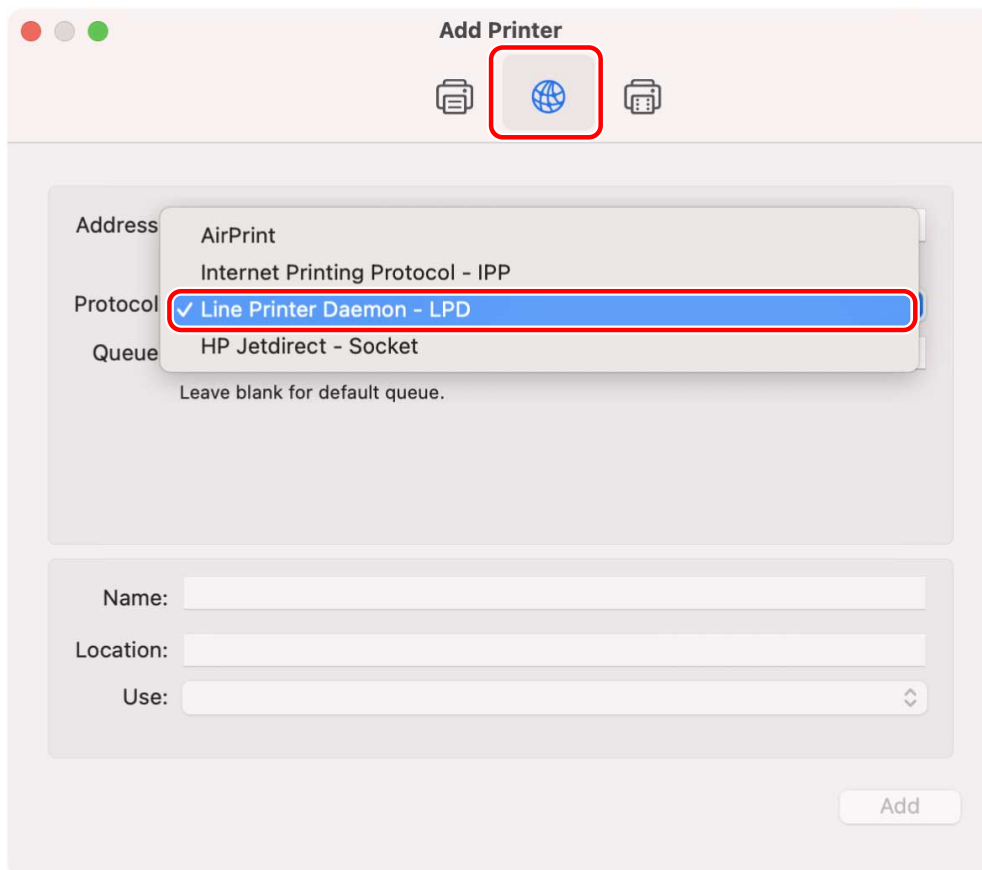 Add Printer
Address
AirPrint
Internet Printing Protocol - IPP
Protocol
✓ Line Printer Daemon - LPD
Queue
HP Jetdirect - Socket
Leave blank for default queue.
Name:
Location:
Use:
Add